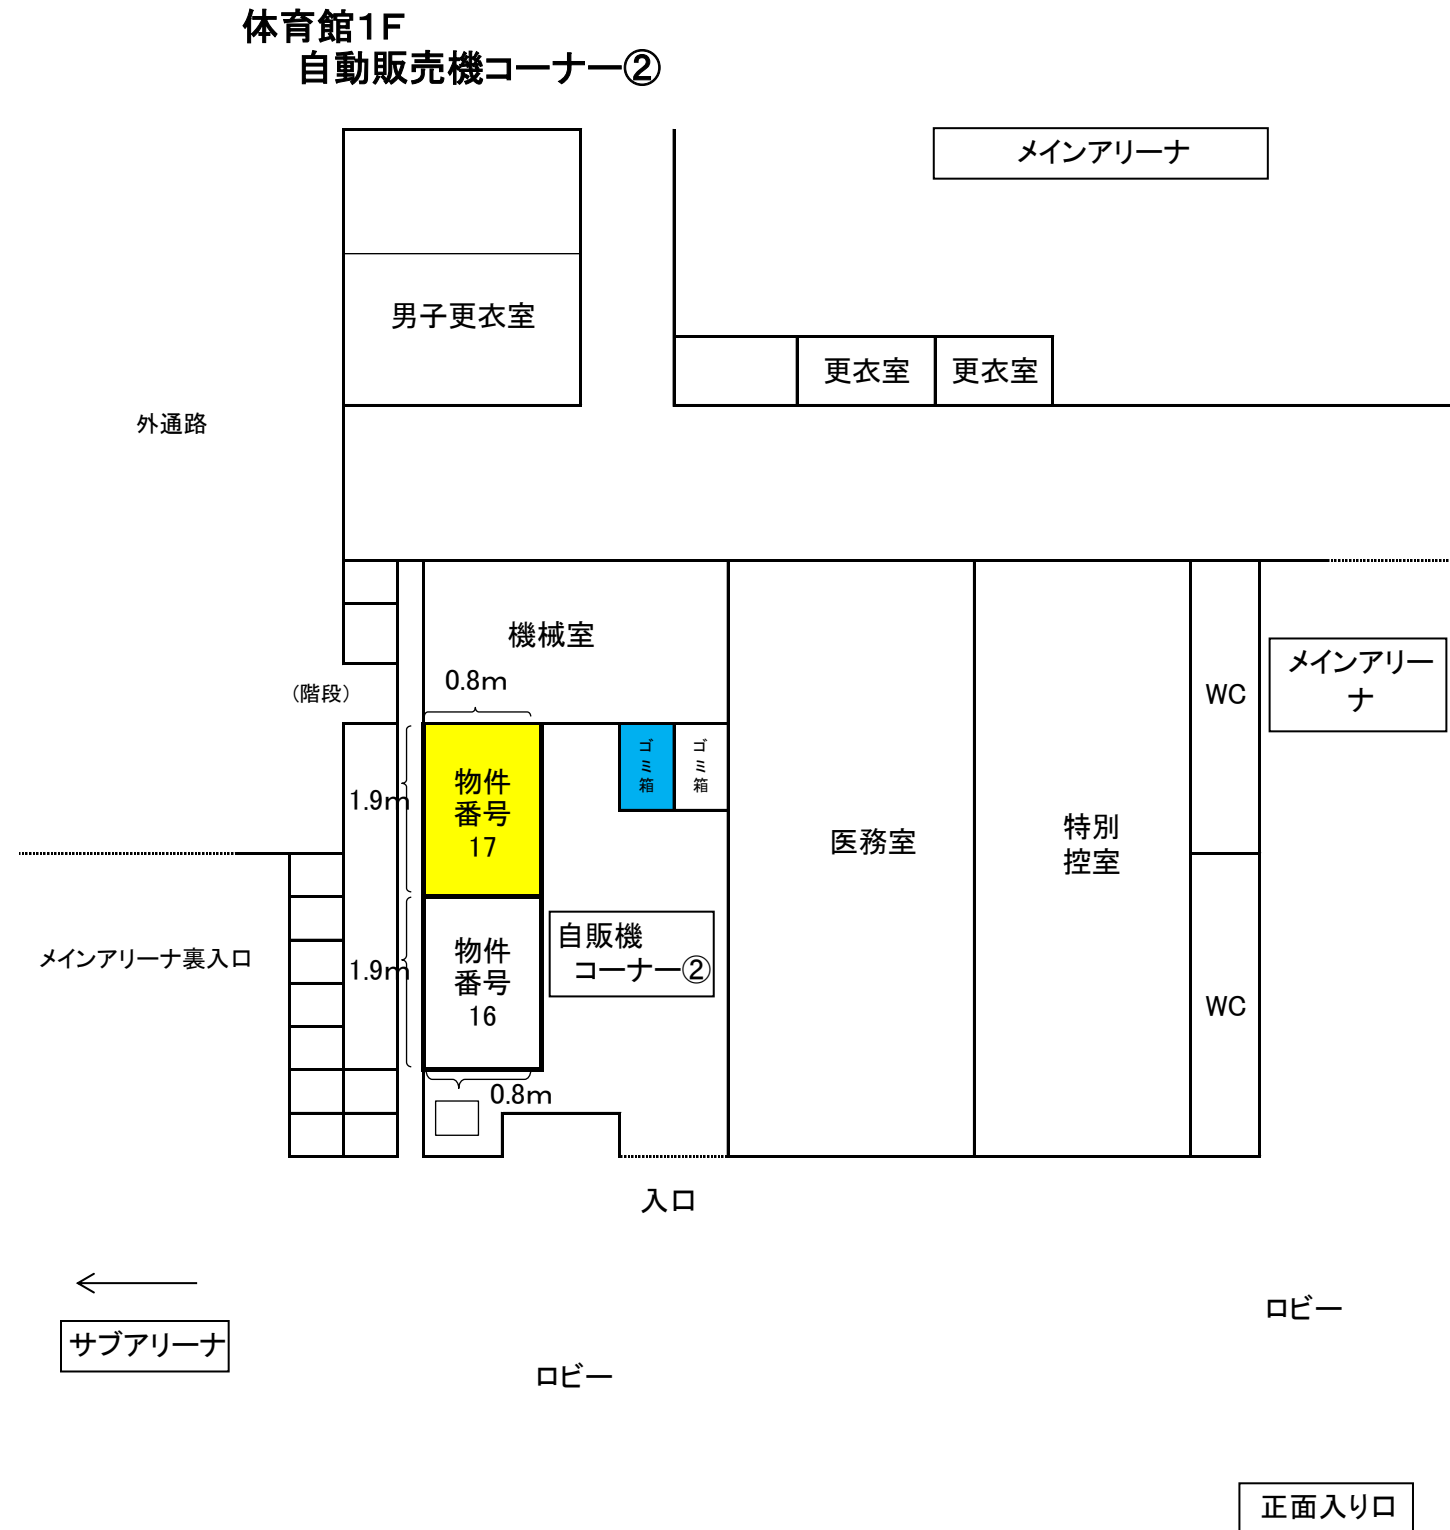 体育館1F
自動販売機コーナー②
メインアリーナ
男子更衣室
更衣室
更衣室
外通路
機械室
0.8m
(階段)
WC
メインアリー
ナ
ゴミ箱
ゴミ箱
物件
番号
17
1.9m
医務室
特別
控室
メインアリーナ裏入口
1.9m
物件
番号
16
自販機
コーナー②
WC
0.8m
入口
サブアリーナ
ロビー
ロビー
正面入り口